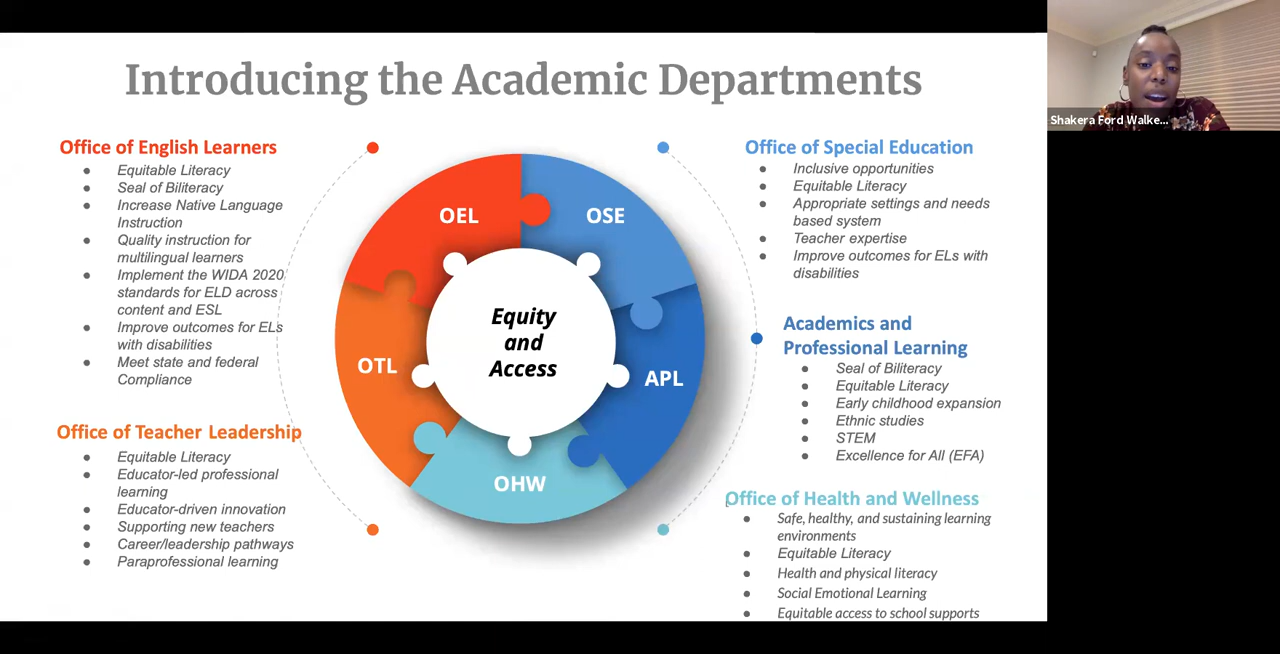 Introducing the Academic Departments
Office of English Learners
● Equitable Literacy
● Seal of Biliteracy
● Increase Native Language
Instruction
● Quality instruction for
multilingual learners
● Implement the WIDA 2020
standards for ELD across
content and ESL
● Improve outcomes for ELs
with disabilities
● Meet state and federal
Compliance
Office of Teacher Leadership
● Equitable Literacy
● Educator-led professional
learning
● Educator-driven innovation
● Supporting new teachers
● Career/leadership pathways
● Paraprofessional learning
OEL
OSE
OTL
APL
OHW
Equity
and
Access
Office of Special Education
● Inclusive opportunities
● Equitable Literacy
● Appropriate settings and needs
based system
● Teacher expertise
● Improve outcomes for ELs with
disabilities
Academics and
Professional Learning
● Seal of Biliteracy
● Equitable Literacy
● Early childhood expansion
● Ethnic studies
● STEM
● Excellence for All (EFA)
Office of Health and Wellness
● Safe, healthy, and sustaining learning
environments
● Equitable Literacy
● Health and physical literacy
● Social Emotional Learning
● Equitable access to school supports
Shakera Ford Walke...